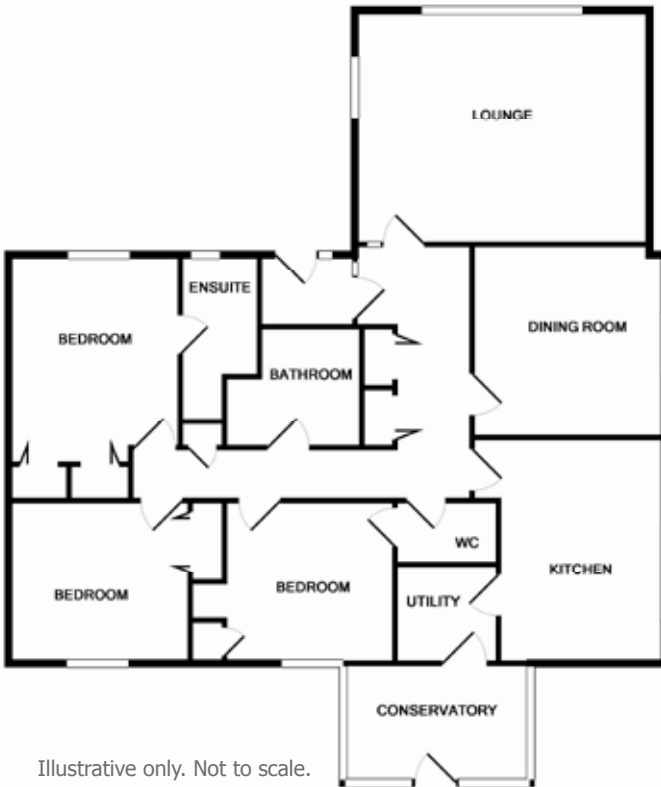 LOUNGE
ENSUITE
BEDROOM
DINING ROOM
BATHROOM
WC
KITCHEN
BEDROOM
BEDROOM
UTILITY
CONSERVATORY
Illustrative only. Not to scale.